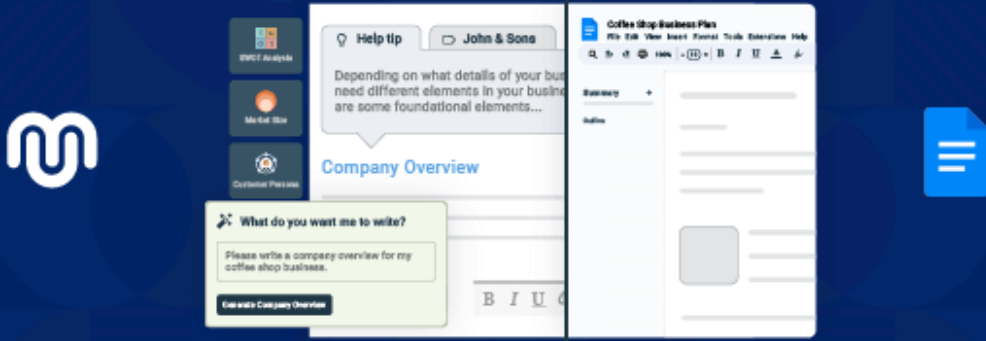 SWOT Analysis
Market Size
Customer Persona
Help tip
John & Sons
Depending on what details of your bus
need different elements in your busine
are some foundational elements...
Company Overview
What do you want me to write?
Please write a company overview for my
coffee shop business.
Generate Company Overview
B I U
Coffee Shop Business Plan
File Edit View Insert Format Tools Extensions Help
100% - 11 + B I U A
Summary +
Outline